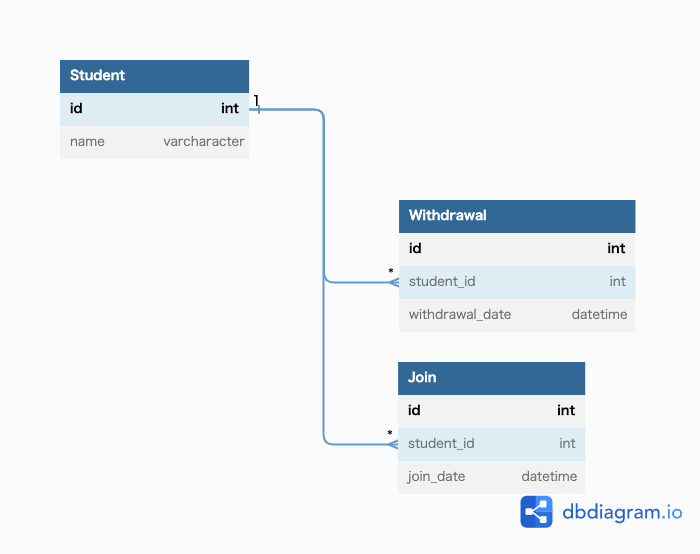 Student
id int
name varcharacter
1
Withdrawal
id int
* student_id int
withdrawal_date datetime
Join
id int
* student_id int
join_date datetime
dbdiagram.io